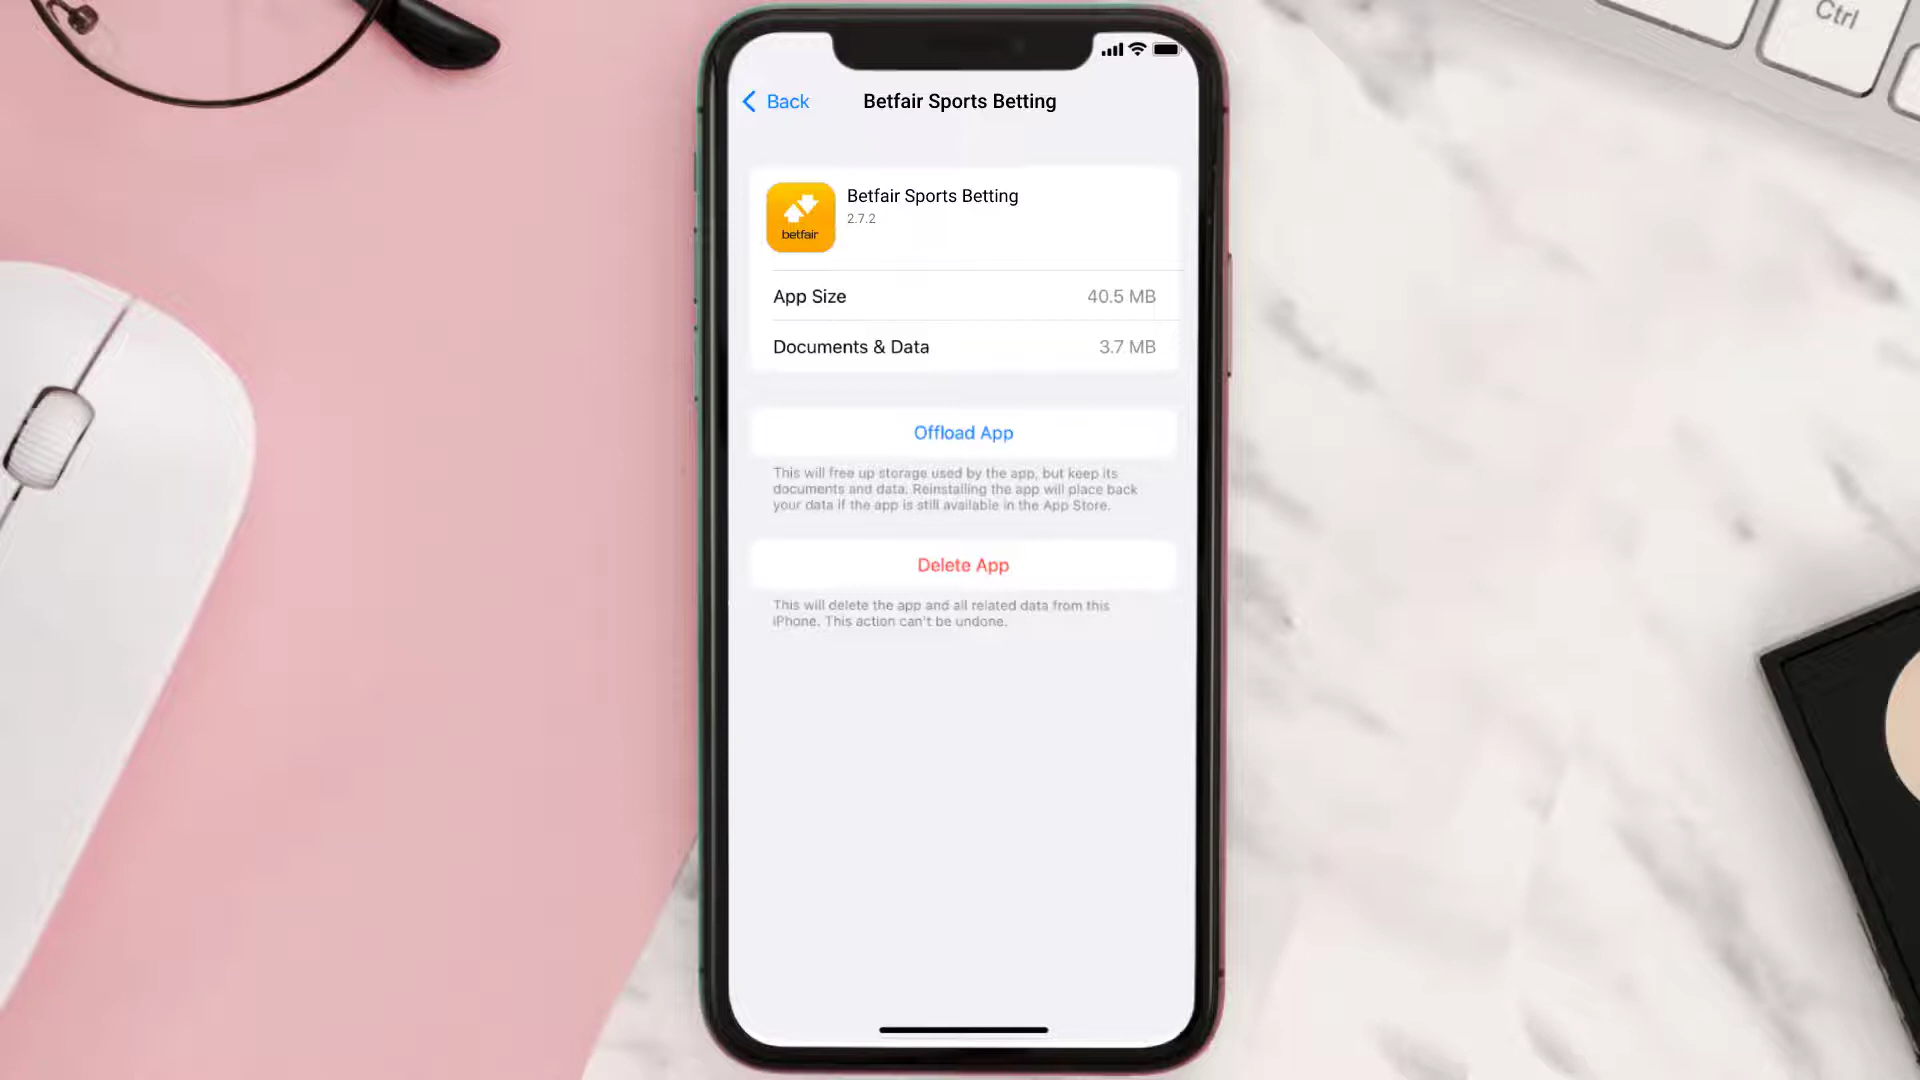 Ctrl
Back
Betfair Sports Betting
betfair
Betfair Sports Betting
2.7.2
App Size
40.5 MB
Documents & Data
3.7 MB
Offload App
This will free up storage used by the app, but keep its
documents and data. Reinstalling the app will place back
your data if the app is still available in the App Store.
Delete App
This will delete the app and all related data from this
iPhone. This action can't be undone.